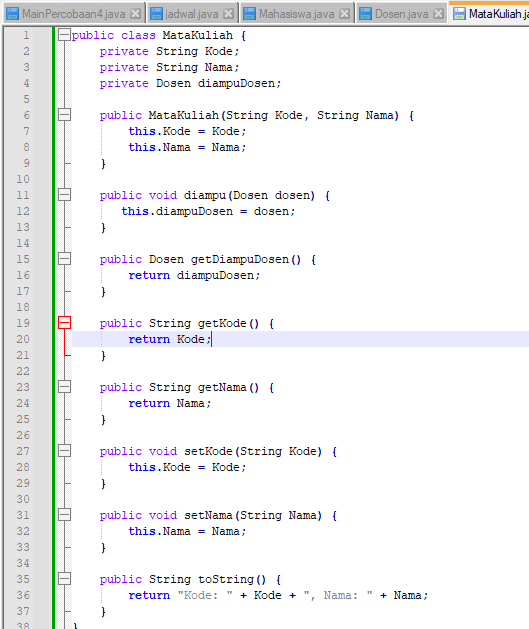 MainPercobaan4.java jadwal.java Mahasiswa.java Dosen.java MataKuliah.j
1 public class MataKuliah {
2 private String Kode;
3 private String Nama;
4 private Dosen diampuDosen;
5
6 public MataKuliah(String Kode, String Nama) {
7 this.Kode = Kode;
8 this.Nama = Nama;
9 }
10
11 public void diampu(Dosen dosen) {
12 this.diampuDosen = dosen;
13 }
14
15 public Dosen getDiampuDosen() {
16 return diampuDosen;
17 }
18
19 public String getKode() {
20 return Kode;
21 }
22
23 public String getNama() {
24 return Nama;
25 }
26
27 public void setKode(String Kode) {
28 this.Kode = Kode;
29 }
30
31 public void setNama(String Nama) {
32 this.Nama = Nama;
33 }
34
35 public String toString() {
36 return "Kode: " + Kode + ", Nama: " + Nama;
37 }
38 }